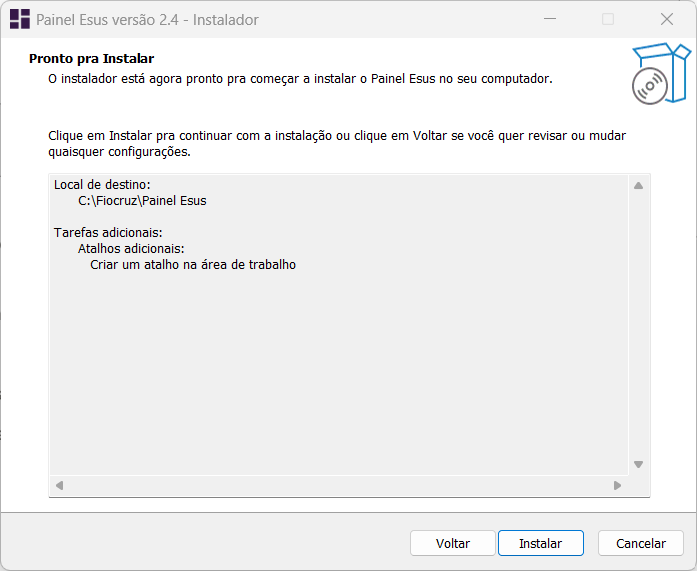 Painel Esus versão 2.4 - Instalador
Pronto pra Instalar
O instalador está agora pronto pra começar a instalar o Painel Esus no seu computador.
Clique em Instalar pra continuar com a instalação ou clique em Voltar se você quer revisar ou mudar
quaisquer configurações.
Local de destino:
C:\Fiocruz\Painel Esus
Tarefas adicionais:
Atalhos adicionais:
Criar um atalho na área de trabalho
Voltar
Instalar
Cancelar